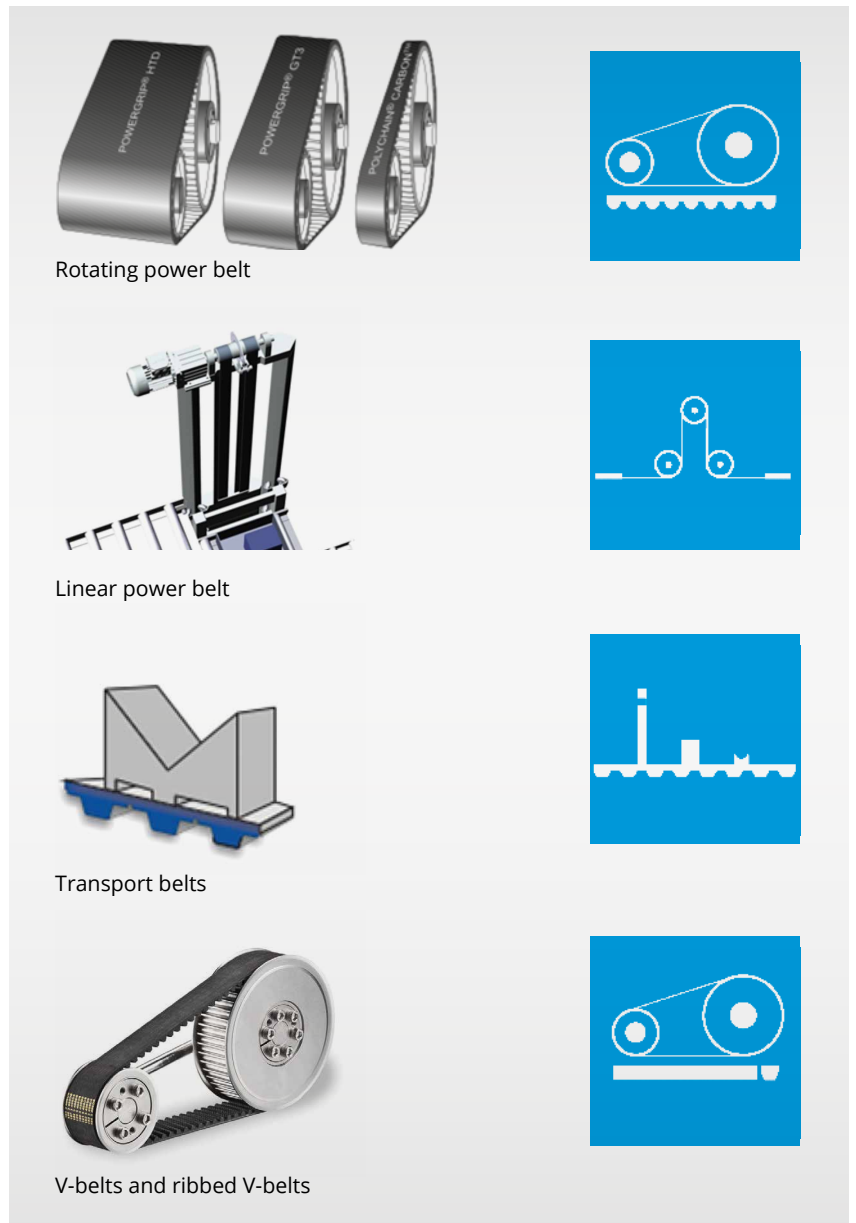 POWERGRIP® HTD
POWERGRIP® GT3
POLYCHAIN® CARBON™
Rotating power belt
Linear power belt
Transport belts
V-belts and ribbed V-belts